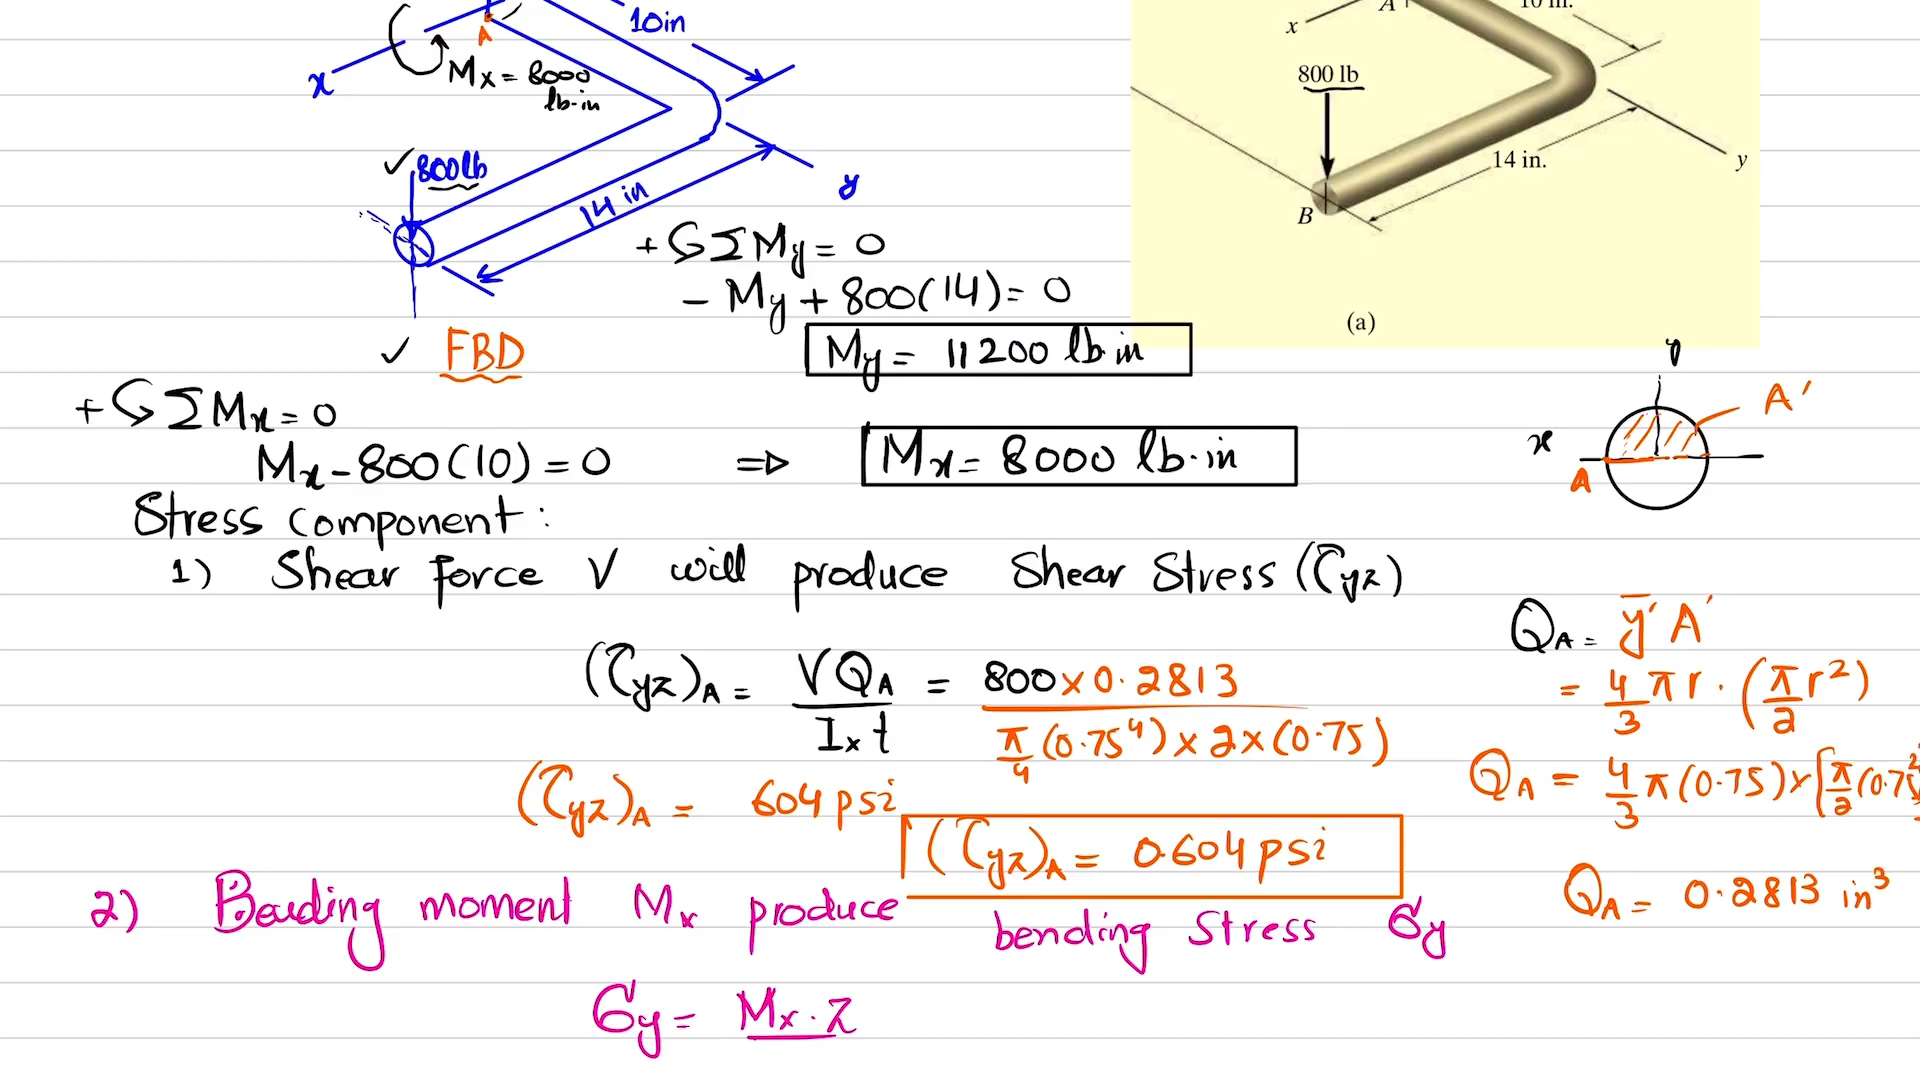 10in
A
x
Mx = 8000
lb·in
✓ 800lb
14 in
y
✓ FBD
+ ΣMy = 0
- My + 800(14) = 0
My = 11200 lb·in
+ ΣMx = 0
Mx - 800(10) = 0 ⇒ Mx = 8000 lb·in
A
10 in.
x
800 lb
14 in.
y
B
(a)
x
A
A'
Stress component :
1) Shear force V will produce Shear Stress (τyz)
(τyz)A = VQA / Ixt = 800 × 0.2813 / π/4 (0.75⁴) × 2 × (0.75)
(τyz)A = 604 psi
(τyz)A = 0.604 psi
QA = ȳ' A'
= 4/3 π r · (π/2 r²)
QA = 4/3 π (0.75) × [π/2 (0.75²
QA = 0.2813 in³
2) Bending moment Mx produce bending Stress σy
σy = Mx · z